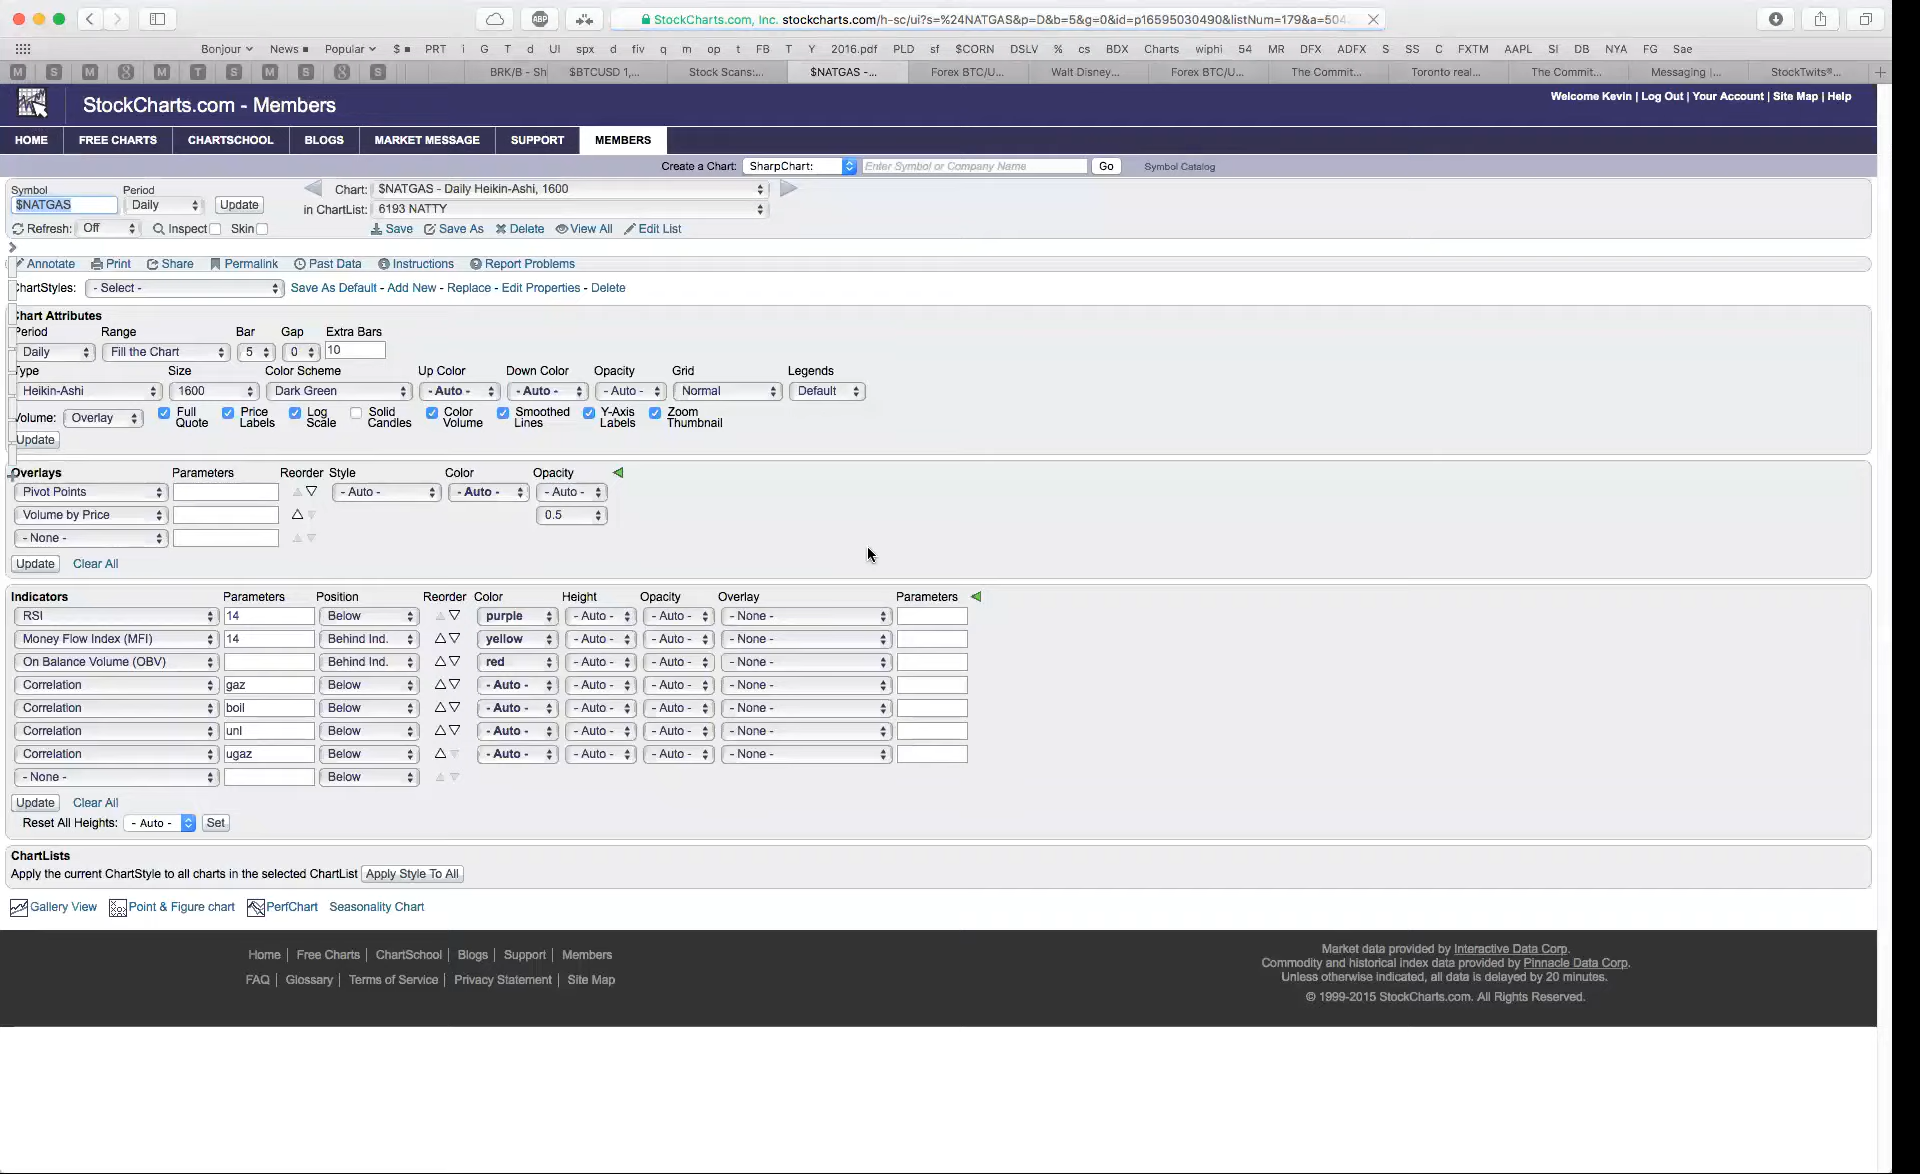 StockCharts.com, Inc. stockcharts.com/h-sc/ui?s=%24NATGAS&p=D&b=5&g=0&id=p16595030490&listNum=179&a=504...
ABP
Bonjour News Popular $ PRT i G T d UI spx d fiv q m op t FB T Y 2016.pdf PLD sf $CORN DSLV % cs BDX Charts wiphi 54 MR DFX ADFX S SS C FXTM AAPL SI DB NYA FG Sae
M S M 8 M T S M S 8 S BRK/B - Sh $BTCUSD 1,... Stock Scans:... $NATGAS -... Forex BTC/U... Walt Disney... Forex BTC/U... The Commit... Toronto real... The Commit... Messaging |... StockTwits®...
StockCharts.com - Members
Welcome Kevin | Log Out | Your Account | Site Map | Help
HOME FREE CHARTS CHARTSCHOOL BLOGS MARKET MESSAGE SUPPORT MEMBERS
Create a Chart: SharpChart: Enter Symbol or Company Name Go Symbol Catalog
Symbol Period Chart: $NATGAS - Daily Heikin-Ashi, 1600
$NATGAS Daily Update in ChartList: 6193 NATTY
Refresh: Off Inspect Skin Save Save As Delete View All Edit List
Annotate Print Share Permalink Past Data Instructions Report Problems
ChartStyles: - Select - Save As Default - Add New - Replace - Edit Properties - Delete
Chart Attributes
Period Range Bar Gap Extra Bars
Daily Fill the Chart 5 0 10
Type Size Color Scheme Up Color Down Color Opacity Grid Legends
Heikin-Ashi 1600 Dark Green - Auto - - Auto - - Auto - Normal Default
Volume: Overlay Full Quote Price Labels Log Scale Solid Candles Color Volume Smoothed Lines Y-Axis Labels Zoom Thumbnail
Update
Overlays Parameters Reorder Style Color Opacity
Pivot Points - Auto - - Auto - - Auto -
Volume by Price 0.5
- None -
Update Clear All
Indicators Parameters Position Reorder Color Height Opacity Overlay Parameters
RSI 14 Below purple - Auto - - Auto - - None -
Money Flow Index (MFI) 14 Behind Ind. yellow - Auto - - Auto - - None -
On Balance Volume (OBV) Behind Ind. red - Auto - - Auto - - None -
Correlation gaz Below - Auto - - Auto - - Auto - - None -
Correlation boil Below - Auto - - Auto - - Auto - - None -
Correlation unl Below - Auto - - Auto - - Auto - - None -
Correlation ugaz Below - Auto - - Auto - - Auto - - None -
- None - Below
Update Clear All
Reset All Heights: - Auto - Set
ChartLists
Apply the current ChartStyle to all charts in the selected ChartList Apply Style To All
Gallery View Point & Figure chart PerfChart Seasonality Chart
Home | Free Charts | ChartSchool | Blogs | Support | Members
FAQ | Glossary | Terms of Service | Privacy Statement | Site Map
Market data provided by Interactive Data Corp.
Commodity and historical index data provided by Pinnacle Data Corp.
Unless otherwise indicated, all data is delayed by 20 minutes.
© 1999-2015 StockCharts.com. All Rights Reserved.